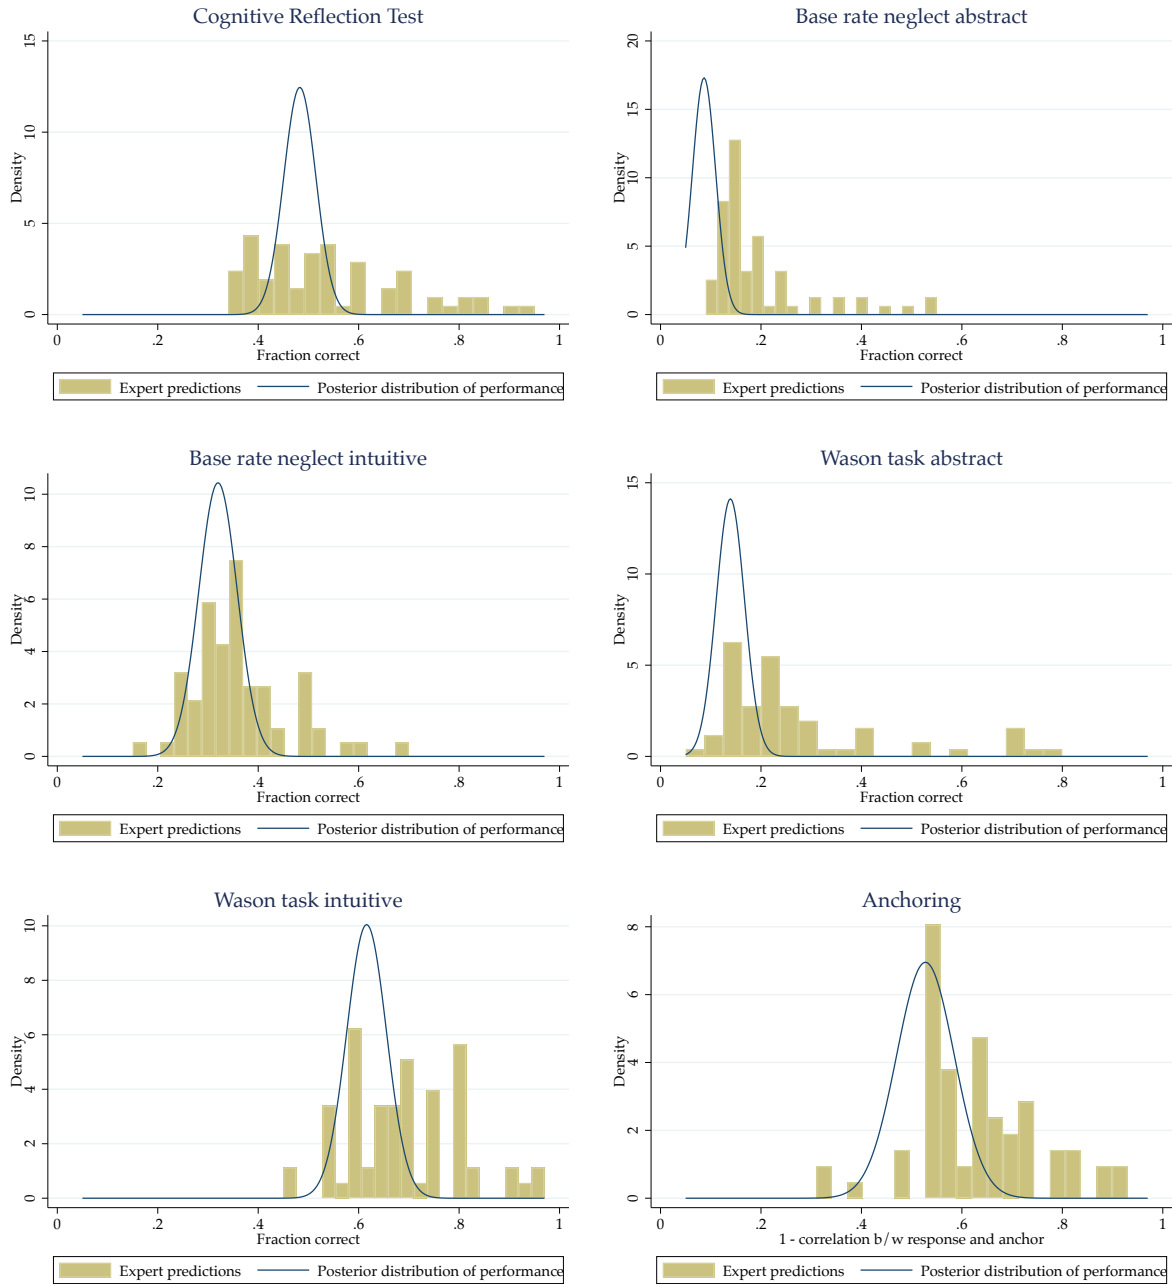 Cognitive Reflection Test
15
10
5
0
Density
0 .2 .4 .6 .8 1
Fraction correct
Expert predictions Posterior distribution of performance
Base rate neglect abstract
20
15
10
5
0
Density
0 .2 .4 .6 .8 1
Fraction correct
Expert predictions Posterior distribution of performance
Base rate neglect intuitive
10
8
6
4
2
0
Density
0 .2 .4 .6 .8 1
Fraction correct
Expert predictions Posterior distribution of performance
Wason task abstract
15
10
5
0
Density
0 .2 .4 .6 .8 1
Fraction correct
Expert predictions Posterior distribution of performance
Wason task intuitive
10
8
6
4
2
0
Density
0 .2 .4 .6 .8 1
Fraction correct
Expert predictions Posterior distribution of performance
Anchoring
8
6
4
2
0
Density
0 .2 .4 .6 .8 1
1 - correlation b/w response and anchor
Expert predictions Posterior distribution of performance